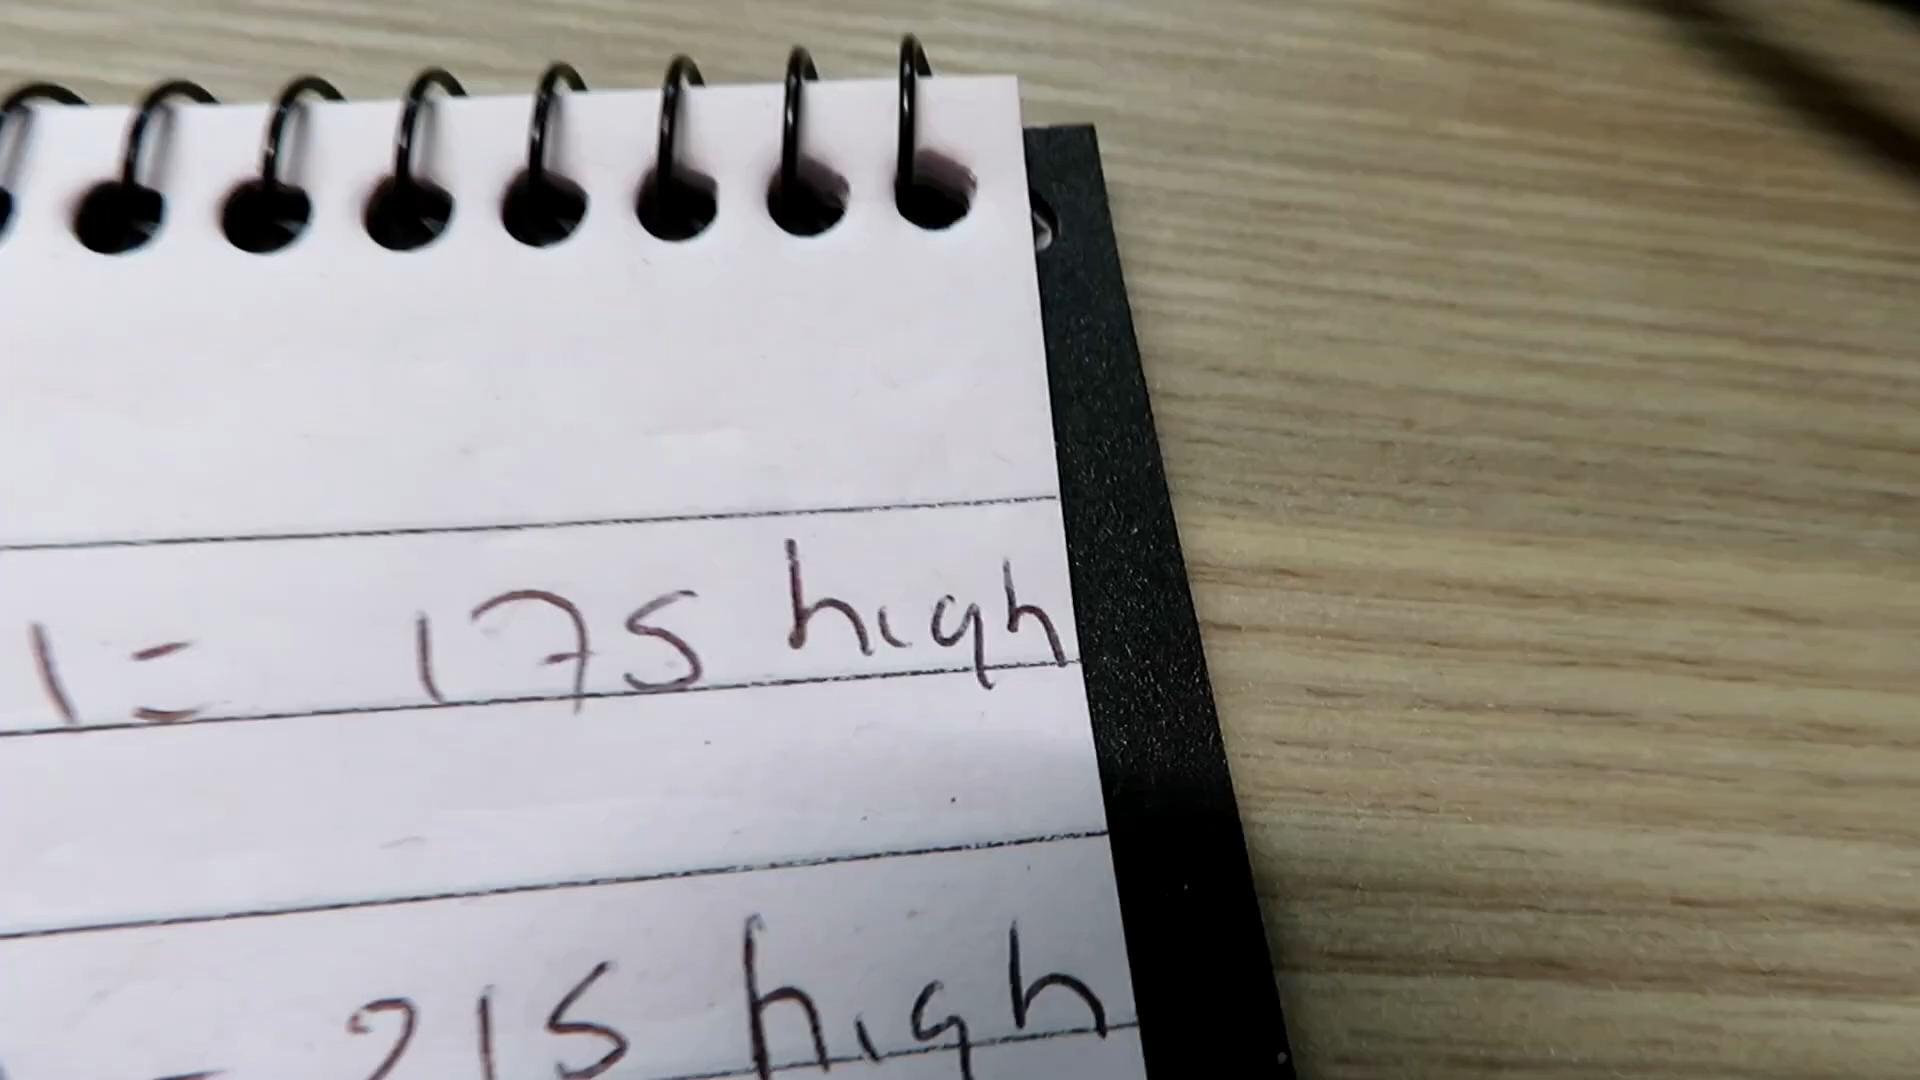 1 = 175 high
= 215 high